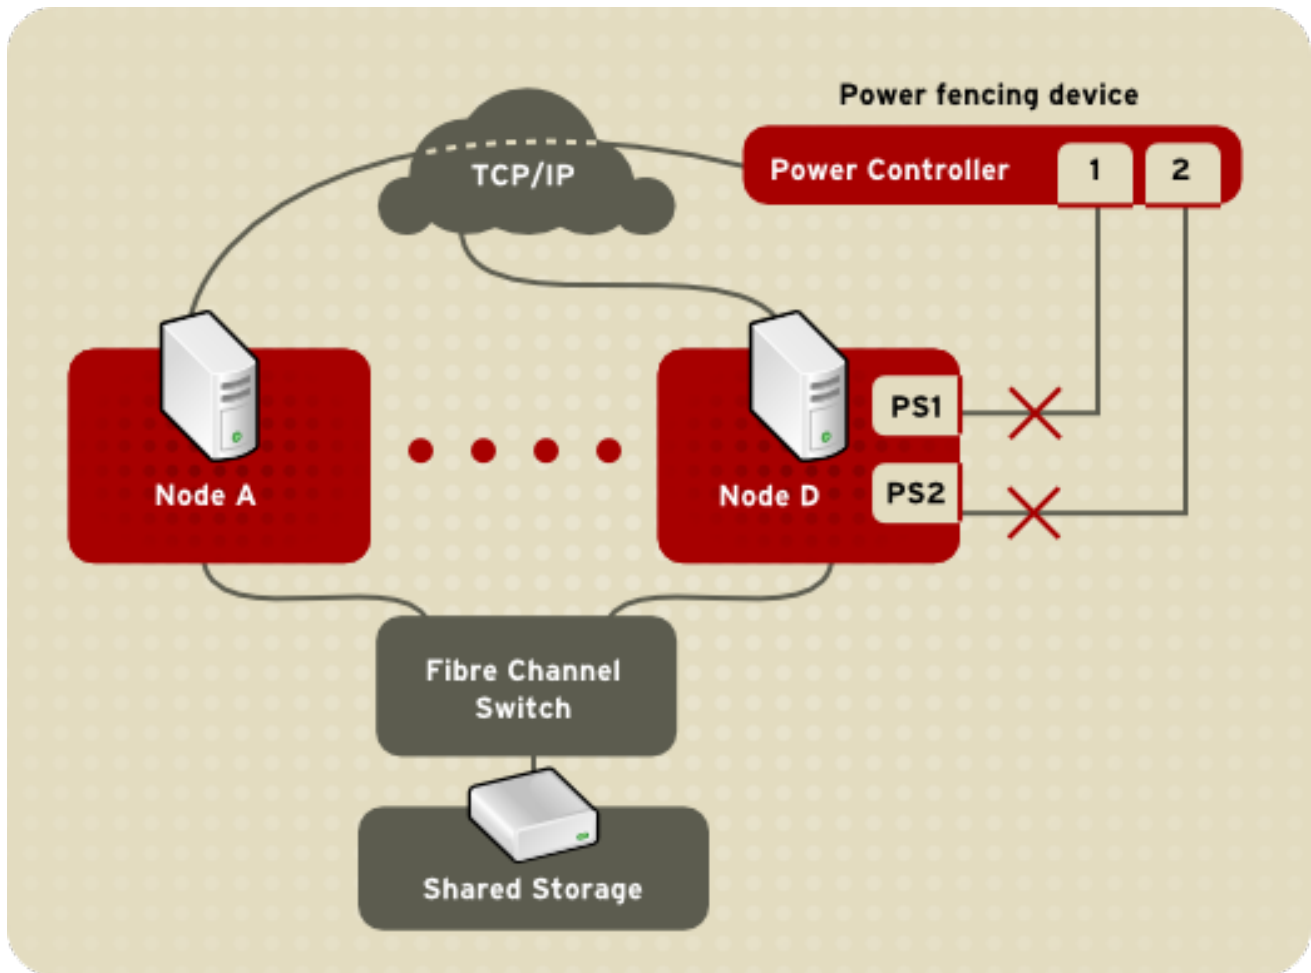 Power fencing device
TCP/IP
Power Controller
1
2
PS1
PS2
Node A
Node D
Fibre Channel
Switch
Shared Storage